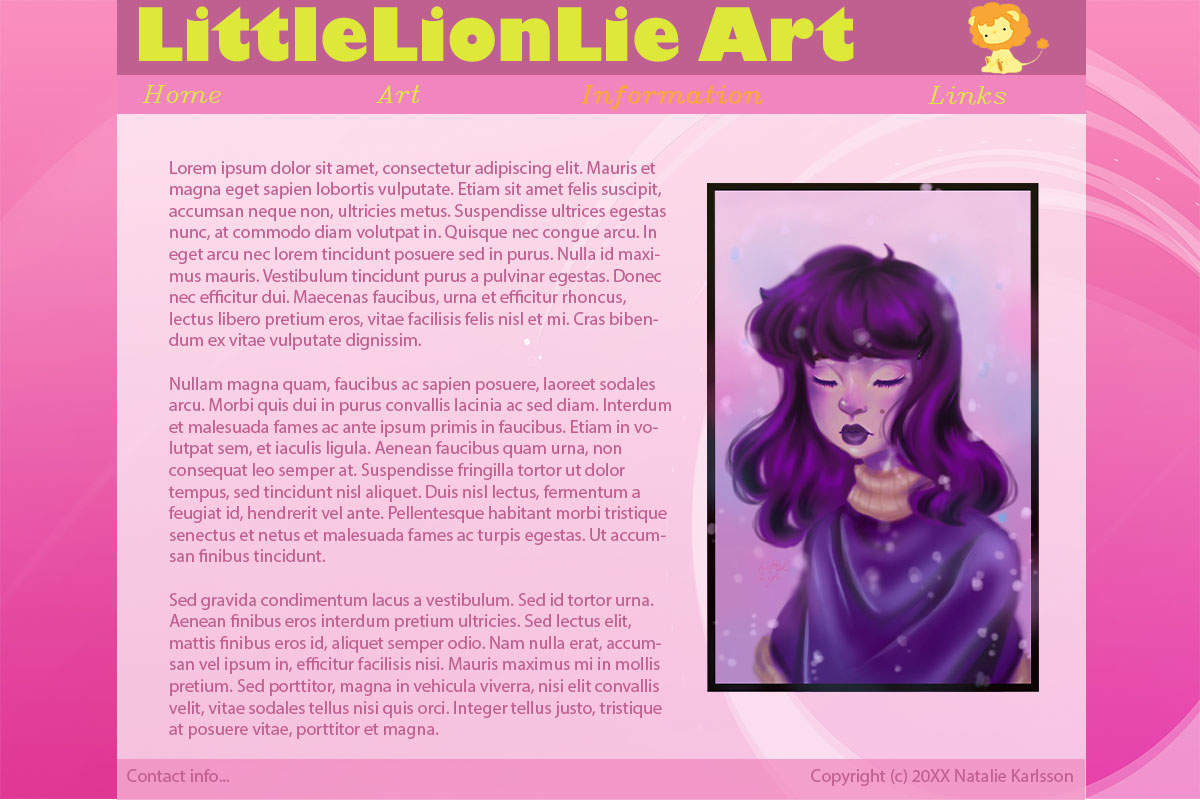 LittleLionLie Art
Home Art Information Links
Lorem ipsum dolor sit amet, consectetur adipiscing elit. Mauris et
magna eget sapien lobortis vulputate. Etiam sit amet felis suscipit,
accumsan neque non, ultricies metus. Suspendisse ultrices egestas
nunc, at commodo diam volutpat in. Quisque nec congue arcu. In
eget arcu nec lorem tincidunt posuere sed in purus. Nulla id maxi-
mus mauris. Vestibulum tincidunt purus a pulvinar egestas. Donec
nec efficitur dui. Maecenas faucibus, urna et efficitur rhoncus,
lectus libero pretium eros, vitae facilisis felis nisl et mi. Cras biben-
dum ex vitae vulputate dignissim.
Nullam magna quam, faucibus ac sapien posuere, laoreet sodales
arcu. Morbi quis dui in purus convallis lacinia ac sed diam. Interdum
et malesuada fames ac ante ipsum primis in faucibus. Etiam in vo-
lutpat sem, et iaculis ligula. Aenean faucibus quam urna, non
consequat leo semper at. Suspendisse fringilla tortor ut dolor
tempus, sed tincidunt nisl aliquet. Duis nisl lectus, fermentum a
feugiat id, hendrerit vel ante. Pellentesque habitant morbi tristique
senectus et netus et malesuada fames ac turpis egestas. Ut accum-
san finibus tincidunt.
Sed gravida condimentum lacus a vestibulum. Sed id tortor urna.
Aenean finibus eros interdum pretium ultricies. Sed lectus elit,
mattis finibus eros id, aliquet semper odio. Nam nulla erat, accum-
san vel ipsum in, efficitur facilisis nisi. Mauris maximus mi in mollis
pretium. Sed porttitor, magna in vehicula viverra, nisi elit convallis
velit, vitae sodales tellus nisi quis orci. Integer tellus justo, tristique
at posuere vitae, porttitor et magna.
Contact info... Copyright (c) 20XX Natalie Karlsson